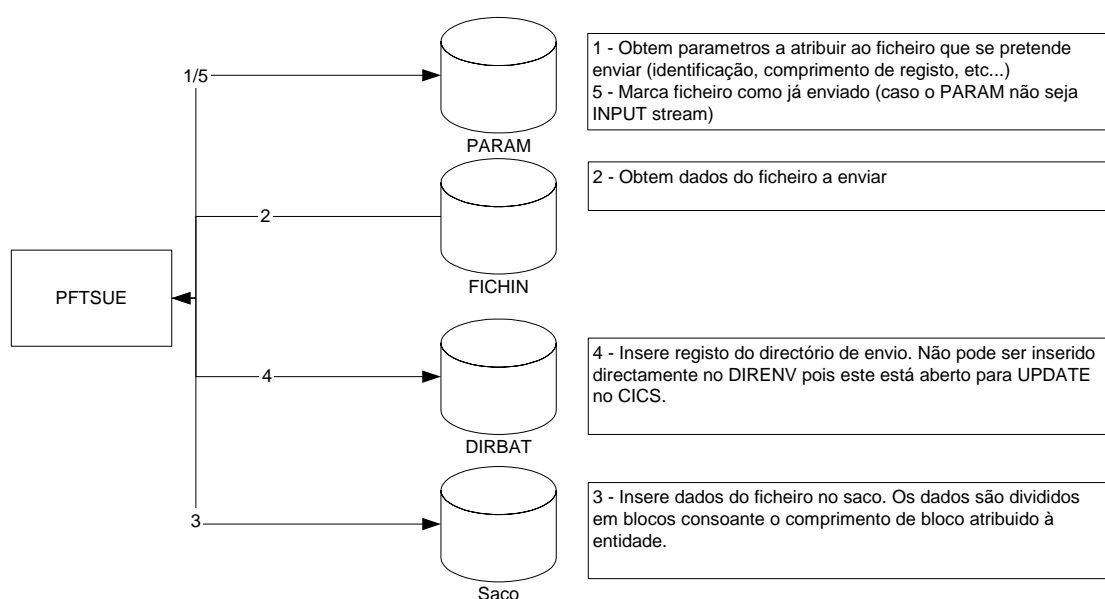 1 - Obtem parametros a atribuir ao ficheiro que se pretende
enviar (identificação, comprimento de registo, etc...)
5 - Marca ficheiro como já enviado (caso o PARAM não seja
INPUT stream)
1/5
PARAM
2 - Obtem dados do ficheiro a enviar
2
FICHIN
PFTSUE
4 - Insere registo do directório de envio. Não pode ser inserido
directamente no DIRENV pois este está aberto para UPDATE
no CICS.
4
DIRBAT
3 - Insere dados do ficheiro no saco. Os dados são divididos
em blocos consoante o comprimento de bloco atribuido à
entidade.
3
Saco